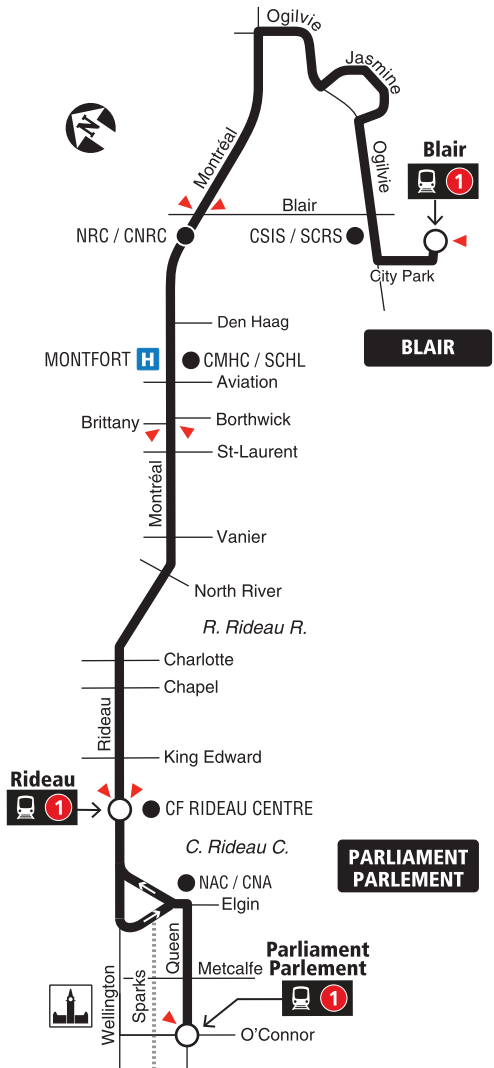 Ogilvie
Jasmine
N
Montréal
Ogilvie
Blair
1
Blair
NRC / CNRC
CSIS / SCRS
City Park
Den Haag
BLAIR
MONTFORT H
CMHC / SCHL
Aviation
Brittany
Borthwick
St-Laurent
Montréal
Vanier
North River
R. Rideau R.
Charlotte
Chapel
Rideau
King Edward
Rideau
1
CF RIDEAU CENTRE
C. Rideau C.
PARLIAMENT
PARLEMENT
NAC / CNA
Elgin
Queen
Parliament
Parlement
Metcalfe
Wellington
Sparks
1
O'Connor